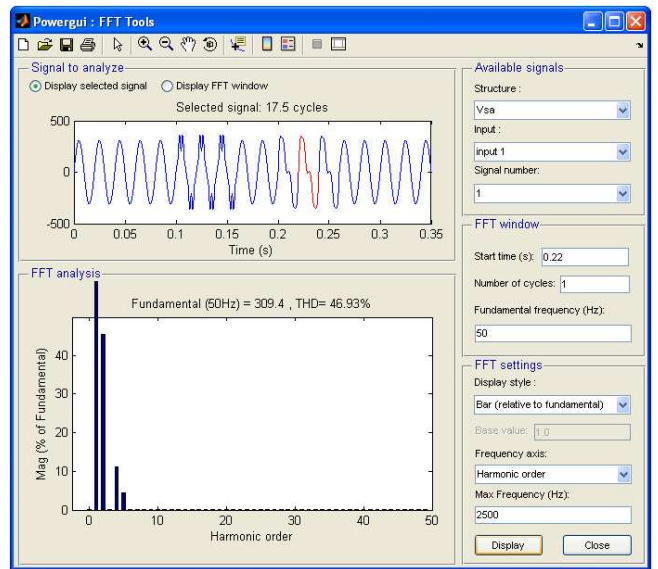 Powergui : FFT Tools
Signal to analyze
Display selected signal
Display FFT window
Selected signal: 17.5 cycles
500
0
-500
0 0.05 0.1 0.15 0.2 0.25 0.3 0.35
Time (s)
FFT analysis
Fundamental (50Hz) = 309.4 , THD= 46.93%
40
30
20
10
0
Mag (% of Fundamental)
0 10 20 30 40 50
Harmonic order
Available signals
Structure :
Vsa
Input :
input 1
Signal number:
1
FFT window
Start time (s): 0.22
Number of cycles: 1
Fundamental frequency (Hz):
50
FFT settings
Display style :
Bar (relative to fundamental)
Base value: 1.0
Frequency axis:
Harmonic order
Max Frequency (Hz):
2500
Display
Close